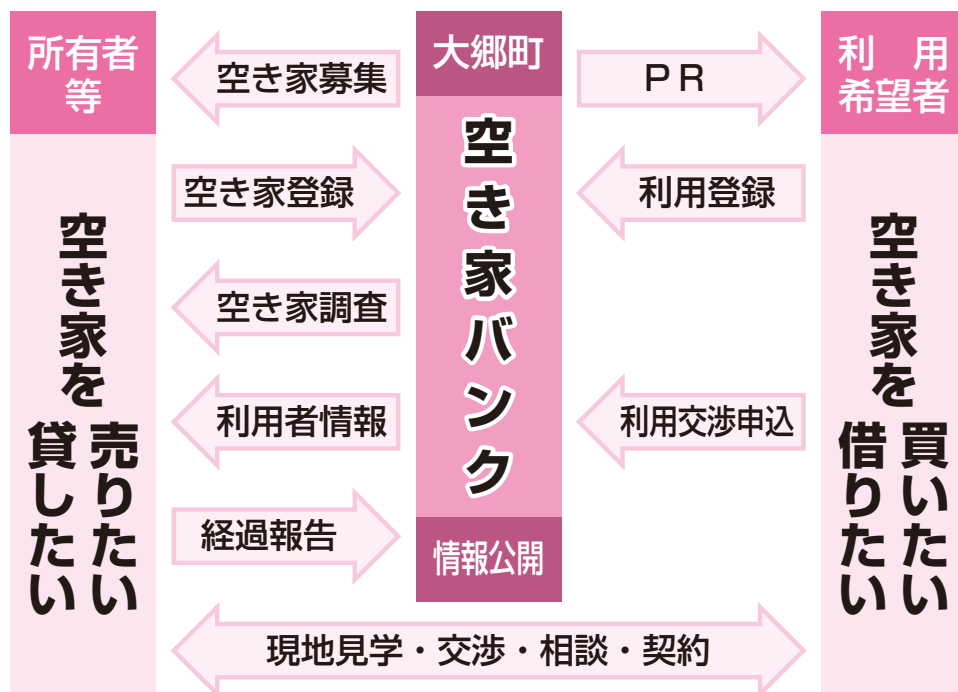 所有者
等
空き家を
売りたい
貸したい
空き家募集
空き家登録
空き家調査
利用者情報
経過報告
大郷町
空き家バンク
情報公開
ＰＲ
利用登録
利用交渉申込
利用
希望者
空き家を
買いたい
借りたい
現地見学・交渉・相談・契約